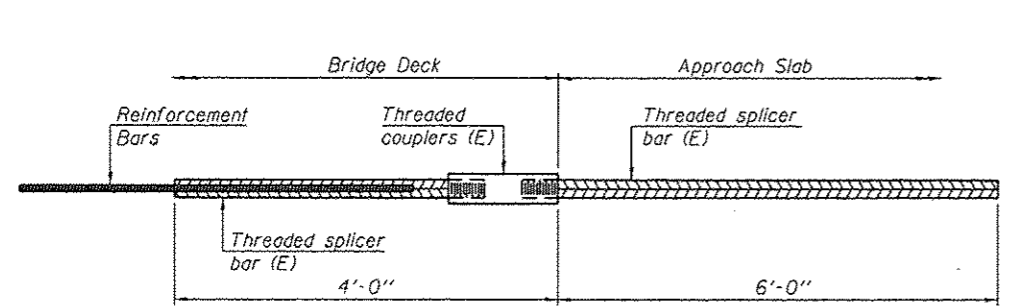 Bridge Deck
Approach Slab
Reinforcement
Bars
Threaded
couplers (E)
Threaded splicer
bar (E)
Threaded splicer
bar (E)
4'-0"
6'-0"